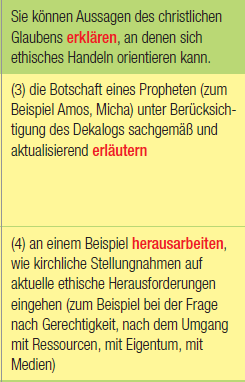 Sie können Aussagen des christlichen
Glaubens erklären, an denen sich
ethisches Handeln orientieren kann.
(3) die Botschaft eines Propheten (zum
Beispiel Amos, Micha) unter Berücksich-
tigung des Dekalogs sachgemäß und
aktualisierend erläutern
(4) an einem Beispiel herausarbeiten,
wie kirchliche Stellungnahmen auf
aktuelle ethische Herausforderungen
eingehen (zum Beispiel bei der Frage
nach Gerechtigkeit, nach dem Umgang
mit Ressourcen, mit Eigentum, mit
Medien)